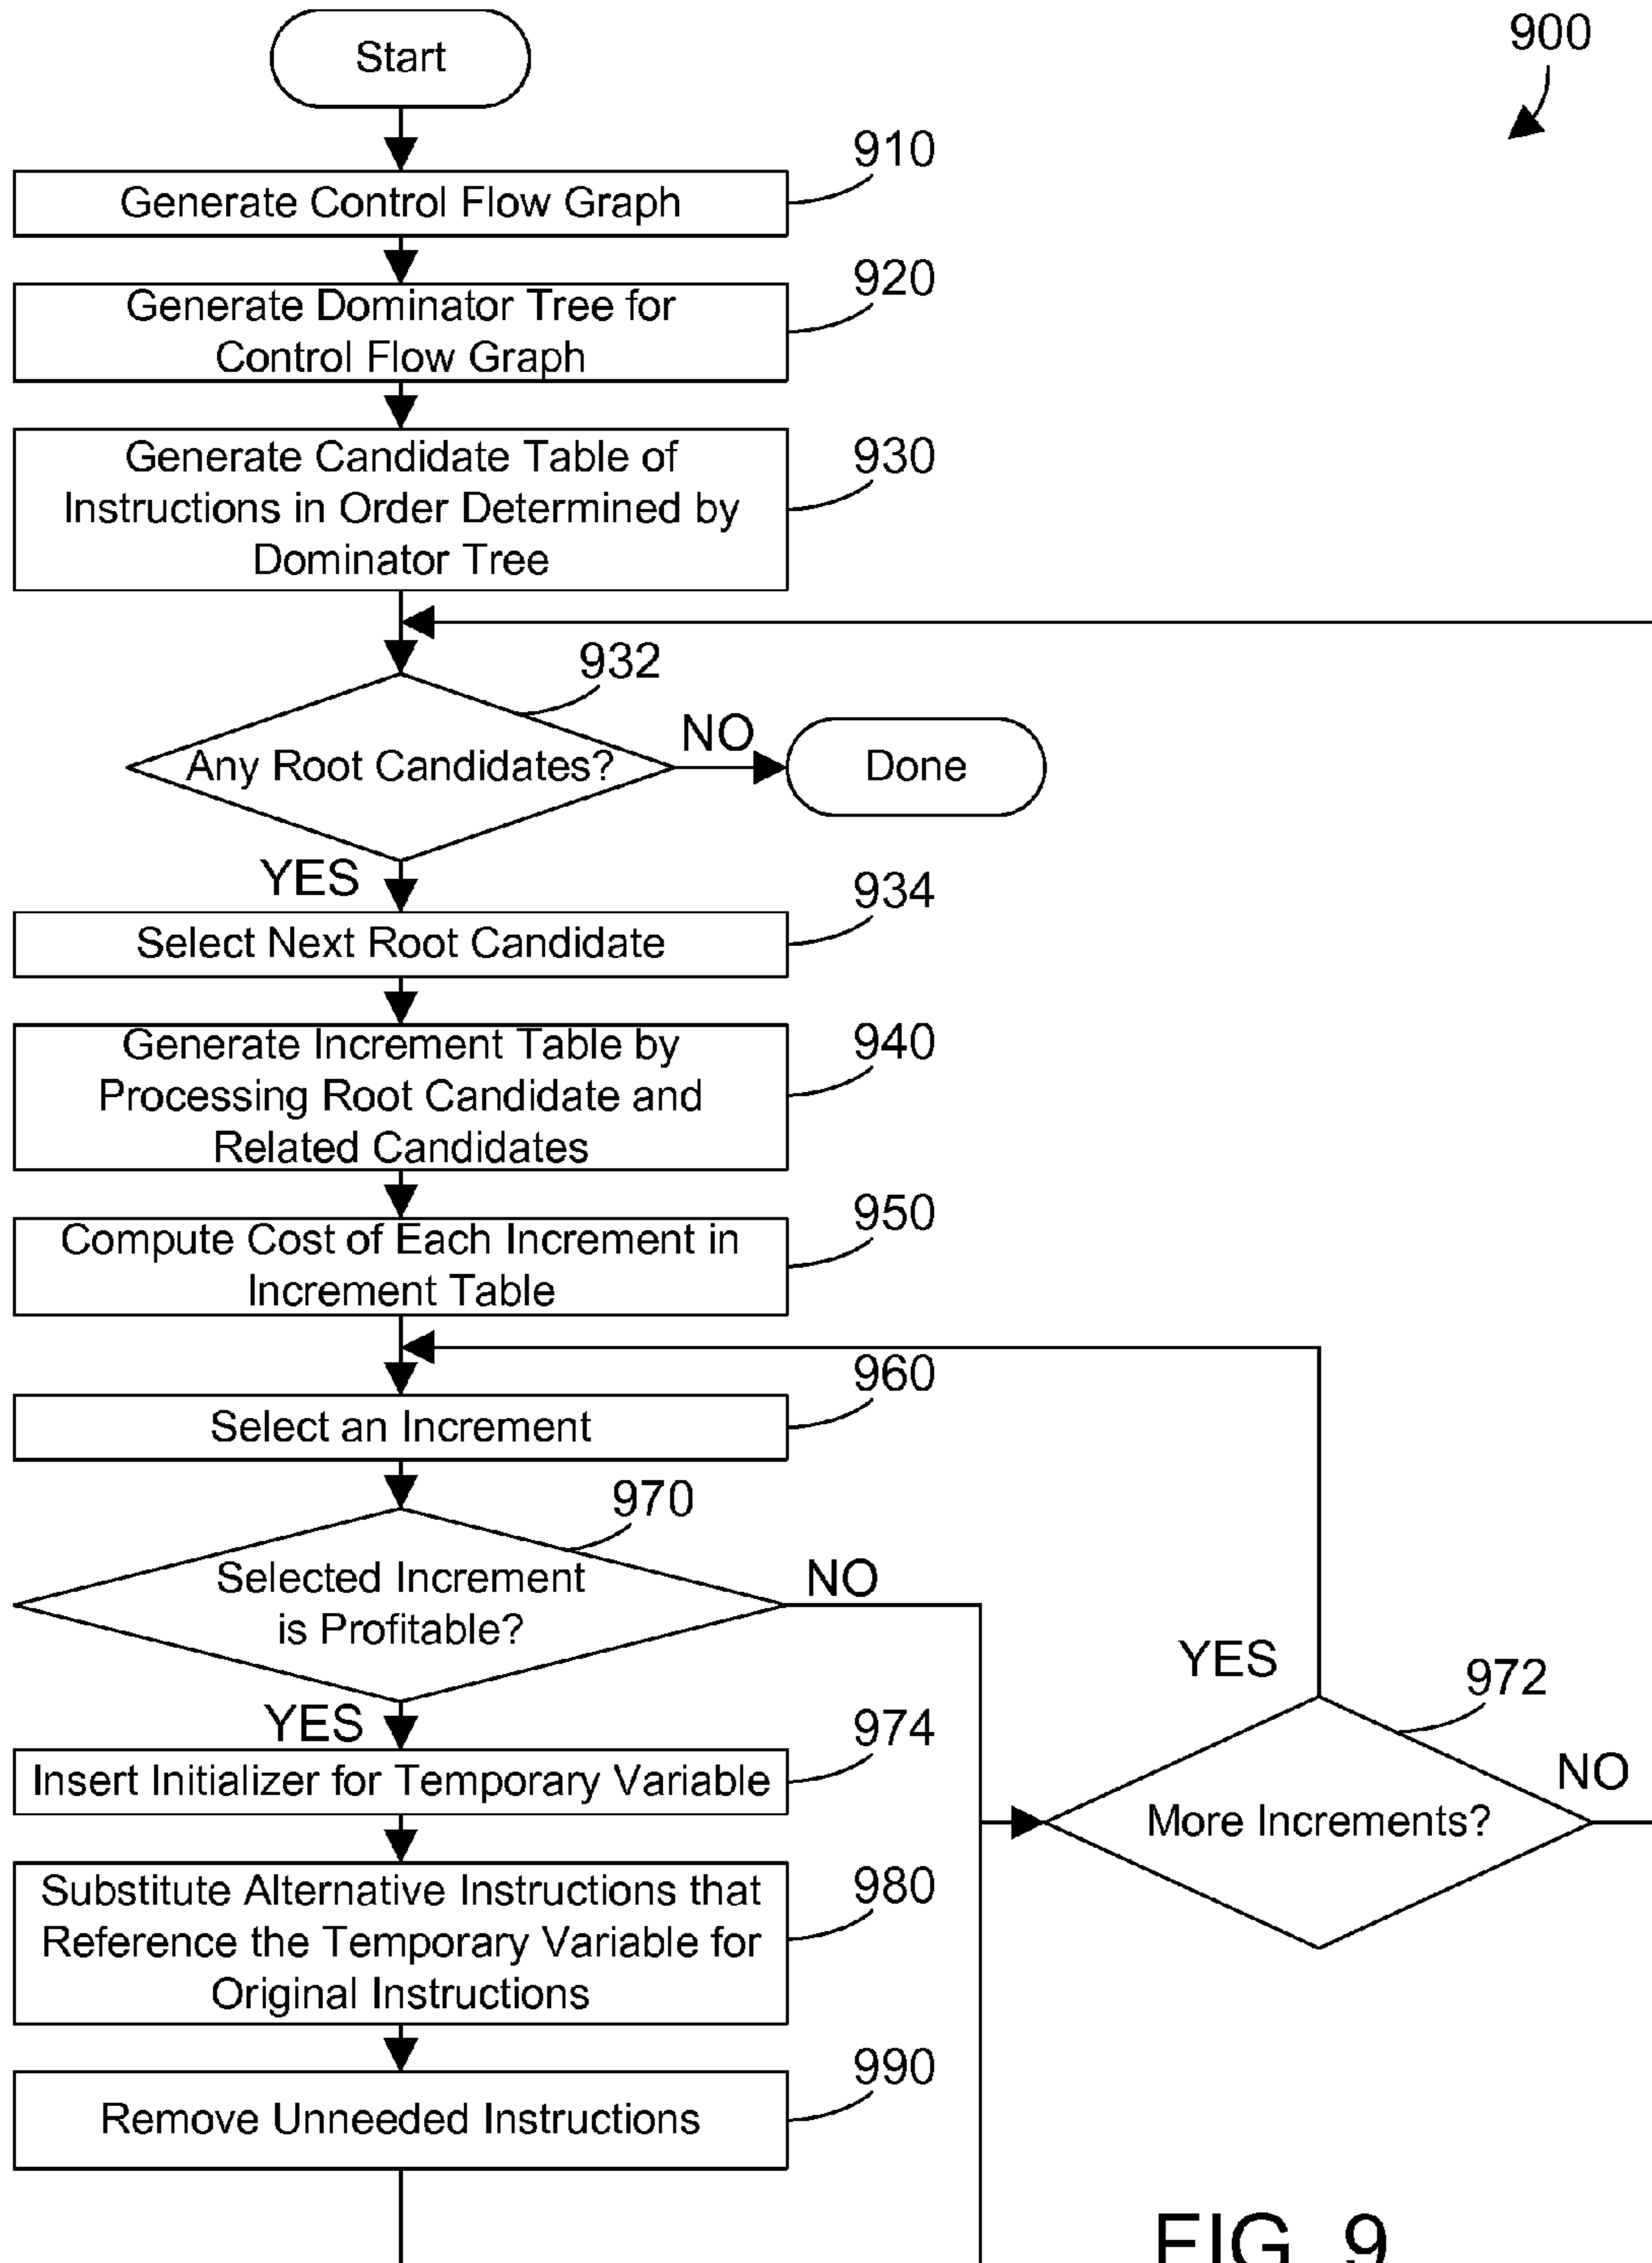 Start
900
910
Generate Control Flow Graph
920
Generate Dominator Tree for
Control Flow Graph
930
Generate Candidate Table of
Instructions in Order Determined by
Dominator Tree
932
Any Root Candidates?
NO
Done
YES
934
Select Next Root Candidate
940
Generate Increment Table by
Processing Root Candidate and
Related Candidates
950
Compute Cost of Each Increment in
Increment Table
960
Select an Increment
970
Selected Increment
is Profitable?
NO
YES
972
More Increments?
NO
YES
974
Insert Initializer for Temporary Variable
980
Substitute Alternative Instructions that
Reference the Temporary Variable for
Original Instructions
990
Remove Unneeded Instructions
FIG. 9